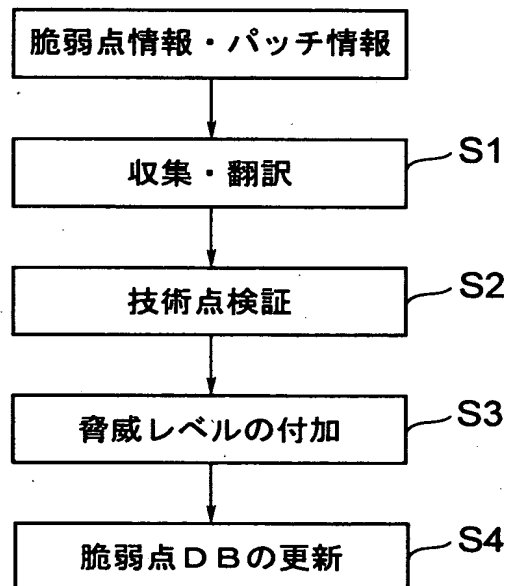 脆弱点情報・パッチ情報
収集・翻訳
S1
技術点検証
S2
脅威レベルの付加
S3
脆弱点DBの更新
S4